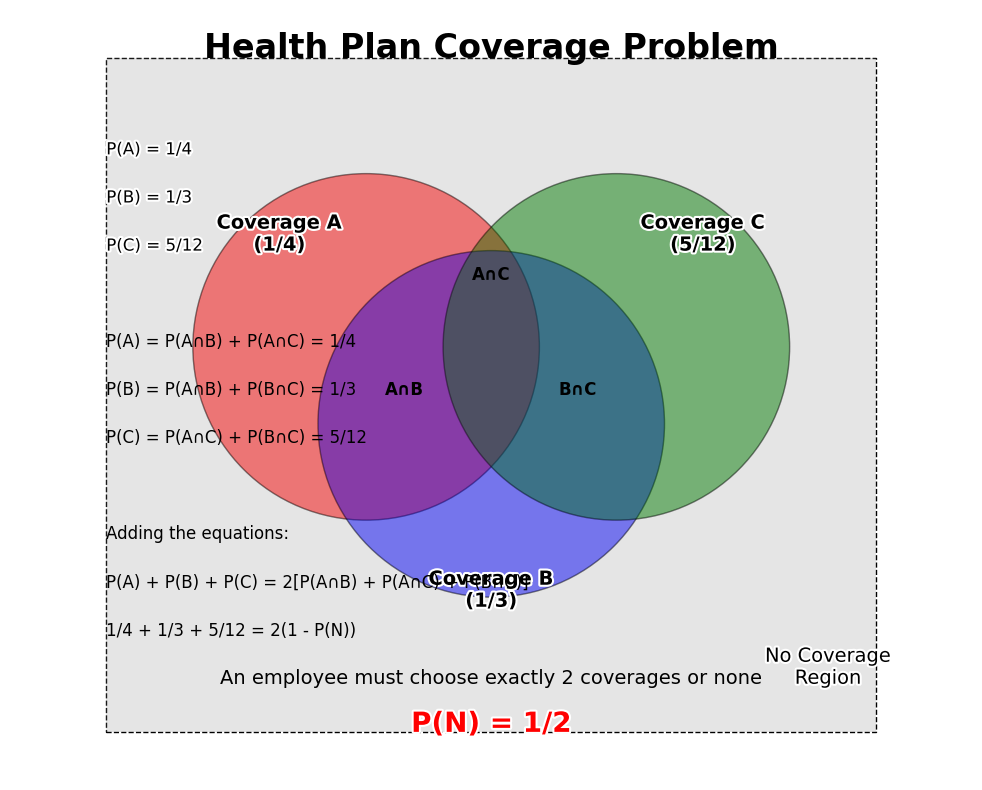 Health Plan Coverage Problem
P(A) = 1/4
P(B) = 1/3
P(C) = 5/12
Coverage A
(1/4)
Coverage C
(5/12)
A∩C
P(A) = P(A∩B) + P(A∩C) = 1/4
P(B) = P(A∩B) + P(B∩C) = 1/3
P(C) = P(A∩C) + P(B∩C) = 5/12
A∩B
B∩C
Adding the equations:
P(A) + P(B) + P(C) = 2[P(A∩B) + P(A∩C) + P(B∩C)]
Coverage B
(1/3)
1/4 + 1/3 + 5/12 = 2(1 - P(N))
No Coverage
Region
An employee must choose exactly 2 coverages or none
P(N) = 1/2